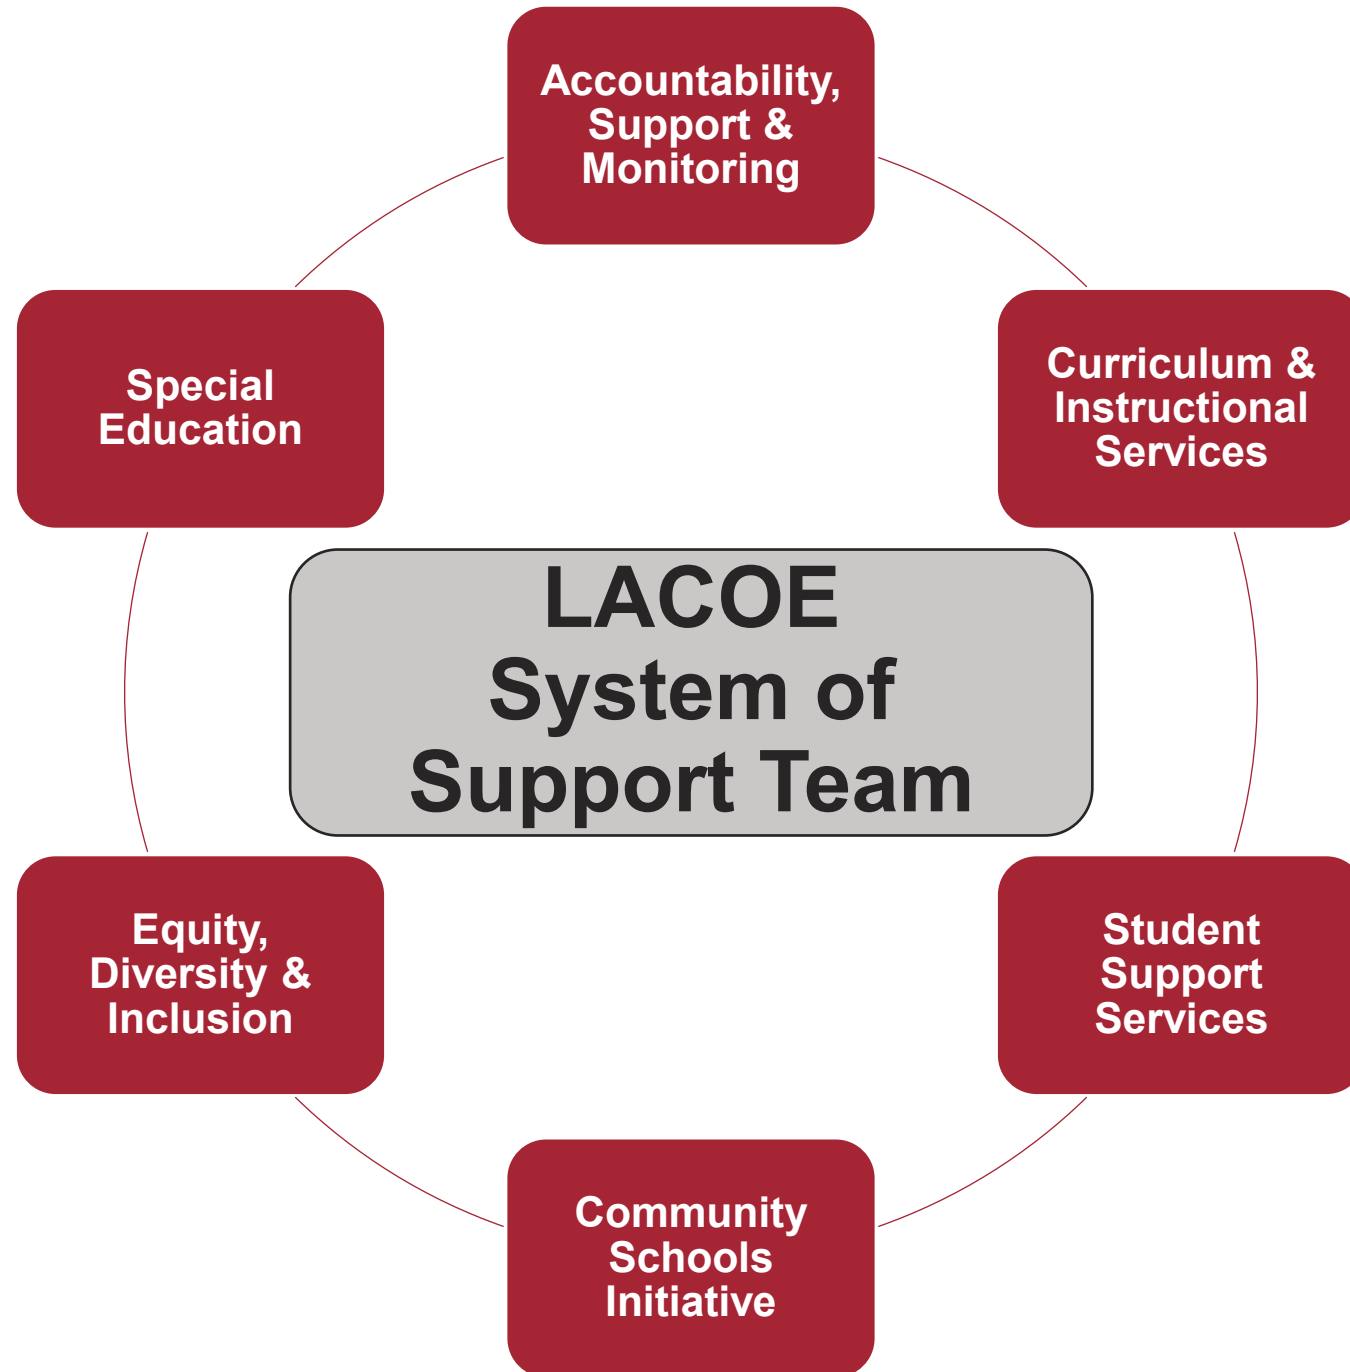 Accountability,
Support &
Monitoring
Curriculum &
Instructional
Services
Student
Support
Services
Community
Schools
Initiative
Equity,
Diversity &
Inclusion
Special
Education
LACOE
System of
Support Team